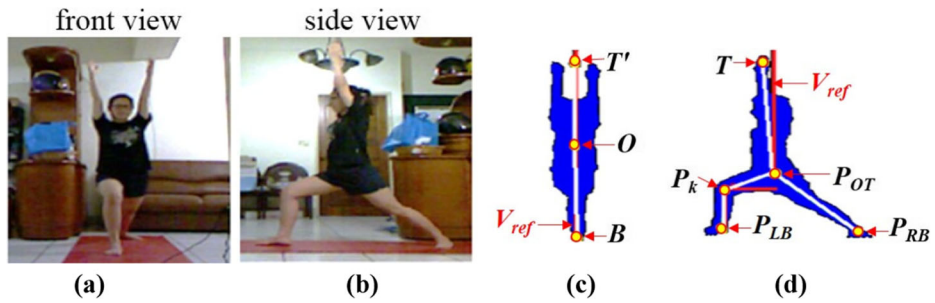 front view side view
T'
T
V_ref
O
P_k
P_OT
V_ref
B
P_LB
P_RB
(a) (b) (c) (d)